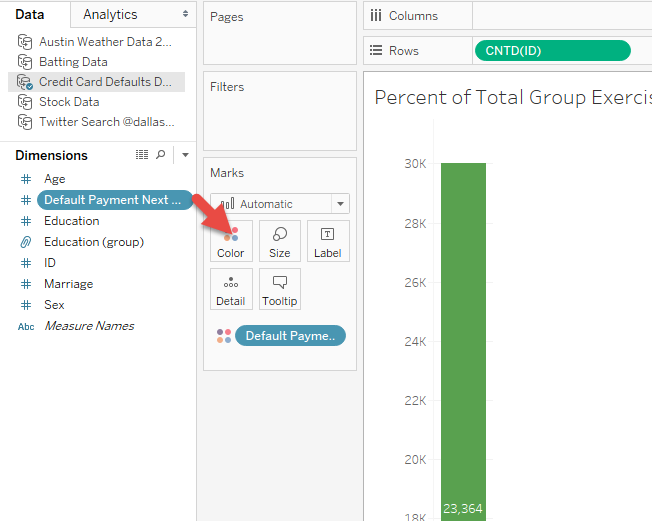 Data
Analytics
Austin Weather Data 2...
Batting Data
Credit Card Defaults D...
Stock Data
Twitter Search @dallas...
Dimensions
Age
Default Payment Next ...
Education
Education (group)
ID
Marriage
Sex
Abc Measure Names
Pages
Filters
Marks
Automatic
Color
Size
T
Label
Detail
Tooltip
Default Payme..
Columns
Rows
CNTD(ID)
Percent of Total Group Exercis
30K
28K
26K
24K
22K
20K
18K
23,364